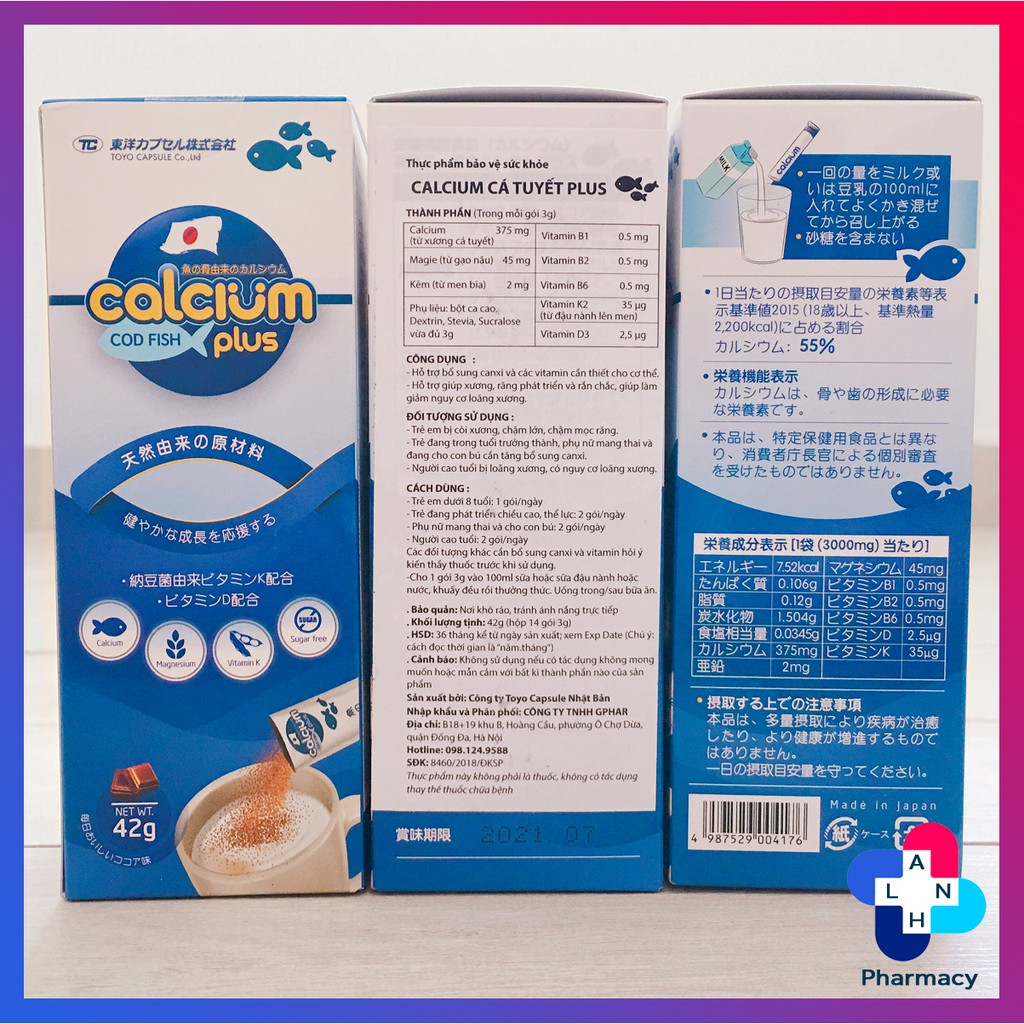 TC 東洋カプセル株式会社
TOYO CAPSULE Co.,Ltd
魚の骨由来のカルシウム
calcium
COD FISH plus
天然由来の原材料
健やかな成長を応援する
・納豆菌由来ビタミンK配合
・ビタミンD配合
Calcium
Magnesium
Vitamin K
SUGAR
Sugar free
calcium
NET WT.
42g
毎日おいしいココア味
Thực phẩm bảo vệ sức khỏe
CALCIUM CÁ TUYẾT PLUS
THÀNH PHẦN (Trong mỗi gói 3g)
Calcium 375 mg Vitamin B1 0.5 mg
(từ xương cá tuyết)
Magie (từ gạo nâu) 45 mg Vitamin B2 0.5 mg
Kẽm (từ men bia) 2 mg Vitamin B6 0.5 mg
Phụ liệu: bột ca cao, Vitamin K2 35 µg
Dextrin, Stevia, Sucralose (từ đậu nành lên men)
vừa đủ 3g Vitamin D3 2,5 µg
CÔNG DỤNG :
- Hỗ trợ bổ sung canxi và các vitamin cần thiết cho cơ thể.
- Hỗ trợ giúp xương, răng phát triển và rắn chắc, giúp làm
giảm nguy cơ loãng xương.
ĐỐI TƯỢNG SỬ DỤNG :
- Trẻ em bị còi xương, chậm lớn, chậm mọc răng.
- Trẻ đang trong tuổi trưởng thành, phụ nữ mang thai và
đang cho con bú cần tăng bổ sung canxi.
- Người cao tuổi bị loãng xương, có nguy cơ loãng xương.
CÁCH DÙNG :
- Trẻ em dưới 8 tuổi: 1 gói/ngày
- Trẻ đang phát triển chiều cao, thể lực: 2 gói/ngày
- Phụ nữ mang thai và cho con bú: 2 gói/ngày
- Người cao tuổi: 2 gói/ngày
Các đối tượng khác cần bổ sung canxi và vitamin hỏi ý
kiến thầy thuốc trước khi sử dụng.
-Cho 1 gói 3g vào 100ml sữa hoặc sữa đậu nành hoặc
nước, khuấy đều rồi thưởng thức. Uống trong/sau bữa ăn.
. Bảo quản: Nơi khô ráo, tránh ánh nắng trực tiếp
. Khối lượng tịnh: 42g (hộp 14 gói 3g)
. HSD: 36 tháng kể từ ngày sản xuất; xem Exp Date (Chú ý:
cách đọc thời gian là "năm.tháng")
. Cảnh báo: Không sử dụng nếu có tác dụng không mong
muốn hoặc mẫn cảm với bất kì thành phần nào của sản
phẩm
Sản xuất bởi: Công ty Toyo Capsule Nhật Bản
Nhập khẩu và Phân phối: CÔNG TY TNHH GPHAR
Địa chỉ: B18+19 khu B, Hoàng Cầu, phường Ô Chợ Dừa,
quận Đống Đa, Hà Nội
Hotline: 098.124.9588
SĐK: 8460/2018/ĐKSP
Thực phẩm này không phải là thuốc, không có tác dụng
thay thế thuốc chữa bệnh
賞味期限 2021.07
MILK
calcium
・一回の量をミルク或
いは豆乳の100mlに
入れてよくかき混ぜ
てから召し上がる
・砂糖を含まない
・1日当たりの摂取目安量の栄養素等表
示基準値2015 (18歳以上、基準熱量
2,200kcal)に占める割合
カルシウム: 55%
・栄養機能表示
カルシウムは、骨や歯の形成に必要
な栄養素です。
・本品は、特定保健用食品とは異な
り、消費者庁長官による個別審査
を受けたものではありません。
栄養成分表示 [1袋 (3000mg) 当たり]
エネルギー 7.52kcal マグネシウム 45mg
たんぱく質 0.106g ビタミンB1 0.5mg
脂質 0.12g ビタミンB2 0.5mg
炭水化物 1.504g ビタミンB6 0.5mg
食塩相当量 0.0345g ビタミンD 2.5µg
カルシウム 375mg ビタミンK 35µg
亜鉛 2mg
・摂取する上での注意事項
本品は、多量摂取により疾病が治癒
したり、より健康が増進するもので
はありません。
一日の摂取目安量を守ってください。
Made in Japan
4 987529 004176
紙 ケース
A
L N
H
Pharmacy